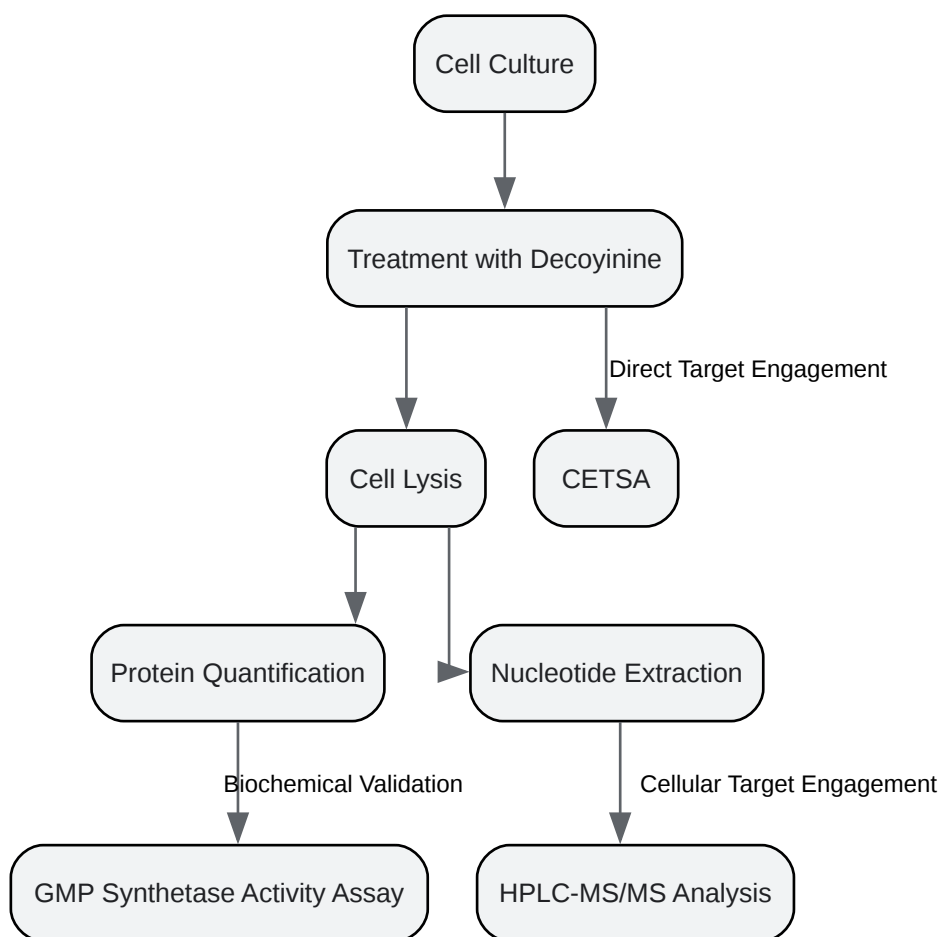 Cell Culture
Treatment with Decoyinine
Direct Target Engagement
Cell Lysis
CETSA
Protein Quantification
Nucleotide Extraction
Biochemical Validation
Cellular Target Engagement
GMP Synthetase Activity Assay
HPLC-MS/MS Analysis